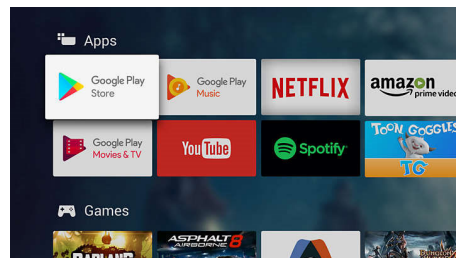 Apps
Google Play
Store
Google Play
Music
NETFLIX
amazon
prime video
Google Play
Movies & TV
YouTube
Spotify
TOON GOGGLES
TG
Games
BADLAND
ASPHALT 8
AIRBORNE